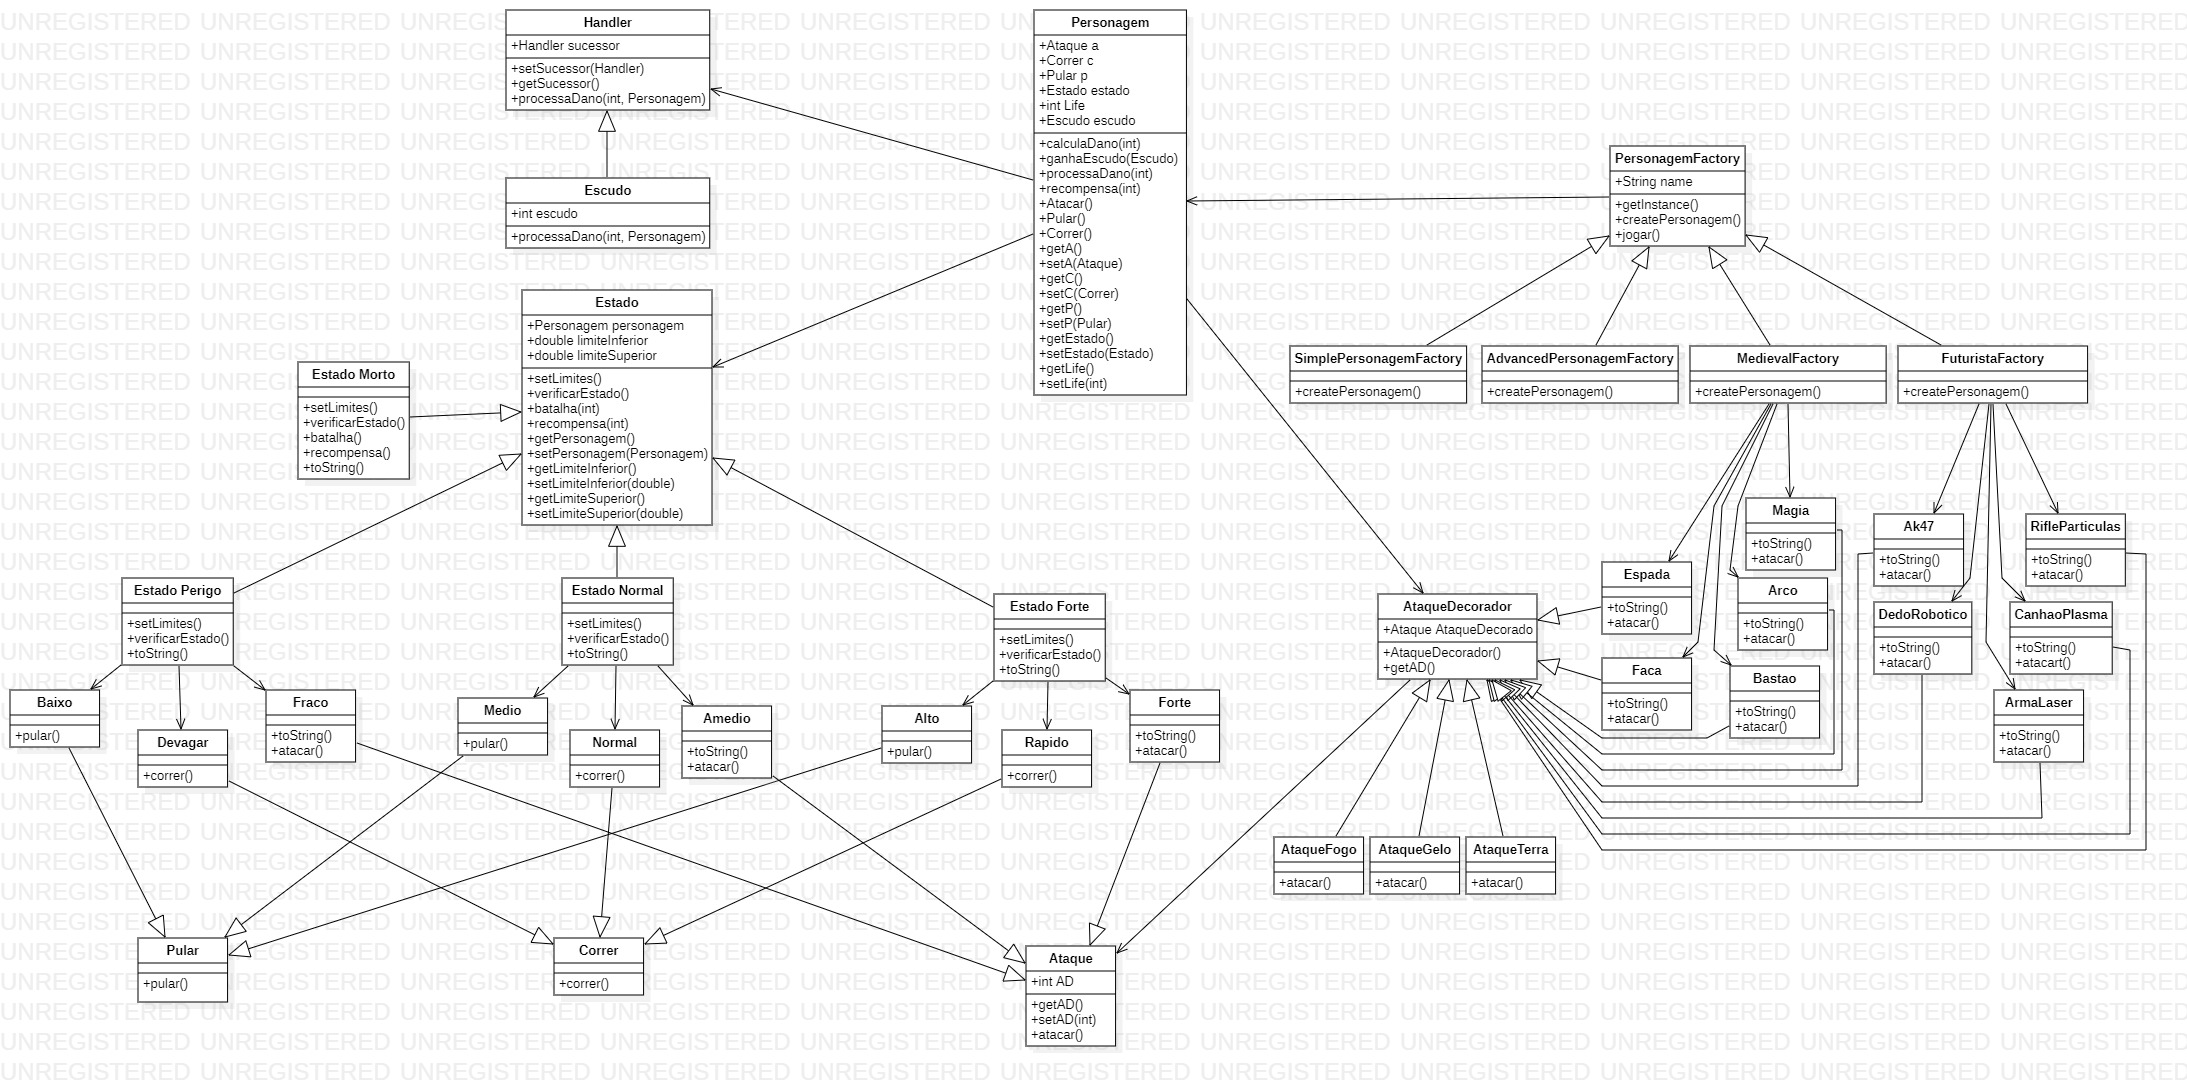 Handler
+Handler sucessor
+setSucessor(Handler)
+getSucessor()
+processaDano(int, Personagem)
Personagem
+Ataque a
+Correr c
+Pular p
+Estado estado
+int Life
+Escudo escudo
+calculaDano(int)
+ganhaEscudo(Escudo)
+processaDano(int)
+recompensa(int)
+Atacar()
+Pular()
+Correr()
+getA()
+setA(Ataque)
+getC()
+setC(Correr)
+getP()
+setP(Pular)
+getEstado()
+setEstado(Estado)
+getLife()
+setLife(int)
PersonagemFactory
+String name
+getInstance()
+createPersonagem()
+jogar()
Escudo
+int escudo
+processaDano(int, Personagem)
Estado
+Personagem personagem
+double limiteInferior
+double limiteSuperior
+setLimites()
+verificarEstado()
+batalha(int)
+recompensa(int)
+getPersonagem()
+setPersonagem(Personagem)
+getLimiteInferior()
+setLimiteInferior(double)
+getLimiteSuperior()
+setLimiteSuperior(double)
Estado Morto
+setLimites()
+verificarEstado()
+batalha()
+recompensa()
+toString()
SimplePersonagemFactory
+createPersonagem()
AdvancedPersonagemFactory
+createPersonagem()
MedievalFactory
+createPersonagem()
FuturistaFactory
+createPersonagem()
Magia
+toString()
+atacar()
Ak47
+toString()
+atacar()
RifleParticulas
+toString()
+atacar()
Espada
+toString()
+atacar()
Arco
+toString()
+atacar()
DedoRobotico
+toString()
+atacar()
CanhaoPlasma
+toString()
+atacart()
Faca
+toString()
+atacar()
Bastao
+toString()
+atacar()
ArmaLaser
+toString()
+atacar()
AtaqueDecorador
+Ataque AtaqueDecorado
+AtaqueDecorador()
+getAD()
Estado Perigo
+setLimites()
+verificarEstado()
+toString()
Estado Normal
+setLimites()
+verificarEstado()
+toString()
Estado Forte
+setLimites()
+verificarEstado()
+toString()
Baixo
+pular()
Devagar
+correr()
Fraco
+toString()
+atacar()
Medio
+pular()
Normal
+correr()
Amedio
+toString()
+atacar()
Alto
+pular()
Rapido
+correr()
Forte
+toString()
+atacar()
AtaqueFogo
+atacar()
AtaqueGelo
+atacar()
AtaqueTerra
+atacar()
Pular
+pular()
Correr
+correr()
Ataque
+int AD
+getAD()
+setAD(int)
+atacar()